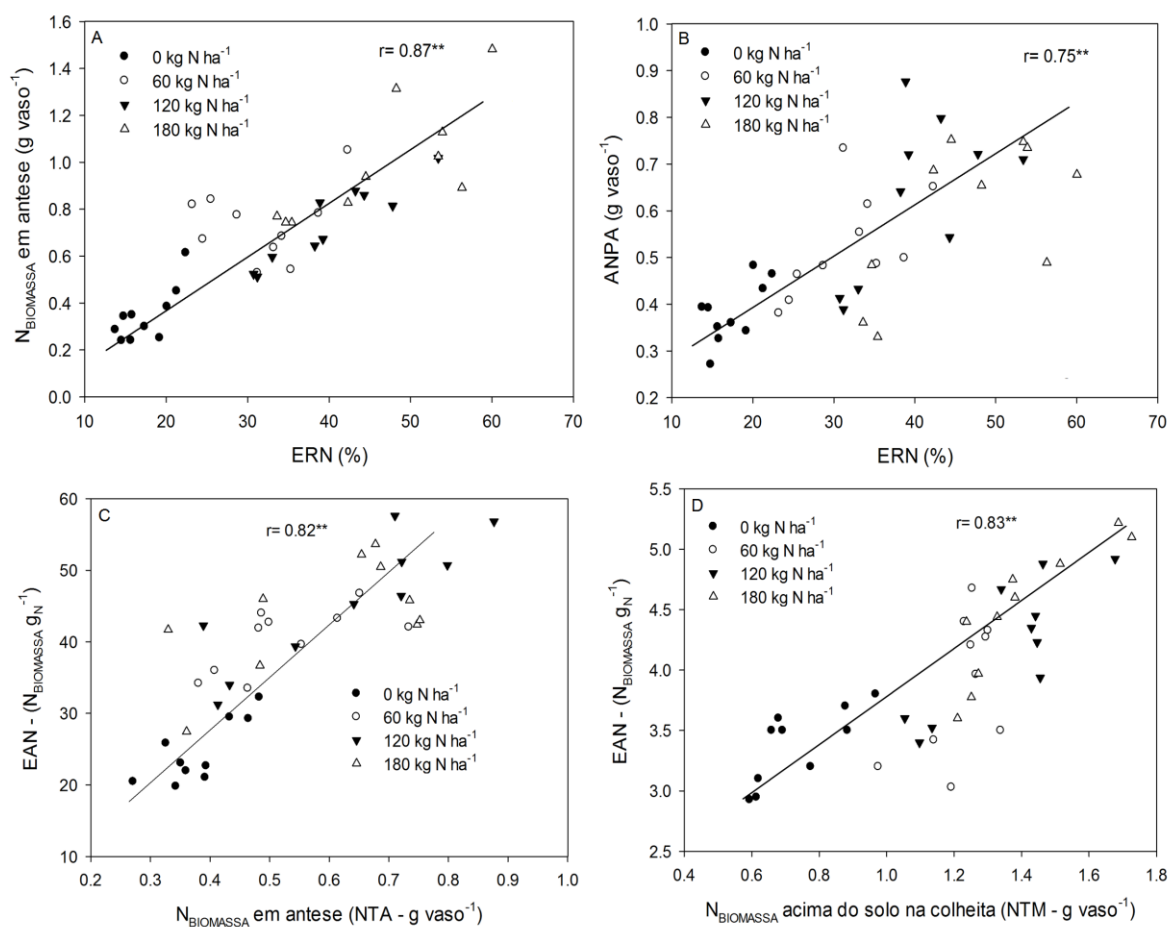 A
r= 0.87**
0 kg N ha⁻¹
60 kg N ha⁻¹
120 kg N ha⁻¹
180 kg N ha⁻¹
N_BIOMASSA em antese (g vaso⁻¹)
1.6
1.4
1.2
1.0
0.8
0.6
0.4
0.2
0.0
10 20 30 40 50 60 70
ERN (%)
B
r= 0.75**
0 kg N ha⁻¹
60 kg N ha⁻¹
120 kg N ha⁻¹
180 kg N ha⁻¹
ANPA (g vaso⁻¹)
1.0
0.9
0.8
0.7
0.6
0.5
0.4
0.3
0.2
10 20 30 40 50 60 70
ERN (%)
C
r= 0.82**
0 kg N ha⁻¹
60 kg N ha⁻¹
120 kg N ha⁻¹
180 kg N ha⁻¹
EAN - (N_BIOMASSA g_N⁻¹)
60
50
40
30
20
10
0.2 0.3 0.4 0.5 0.6 0.7 0.8 0.9 1.0
N_BIOMASSA em antese (NTA - g vaso⁻¹)
D
r= 0.83**
0 kg N ha⁻¹
60 kg N ha⁻¹
120 kg N ha⁻¹
180 kg N ha⁻¹
EAN - (N_BIOMASSA g_N⁻¹)
5.5
5.0
4.5
4.0
3.5
3.0
2.5
0.4 0.6 0.8 1.0 1.2 1.4 1.6 1.8
N_BIOMASSA acima do solo na colheita (NTM - g vaso⁻¹)